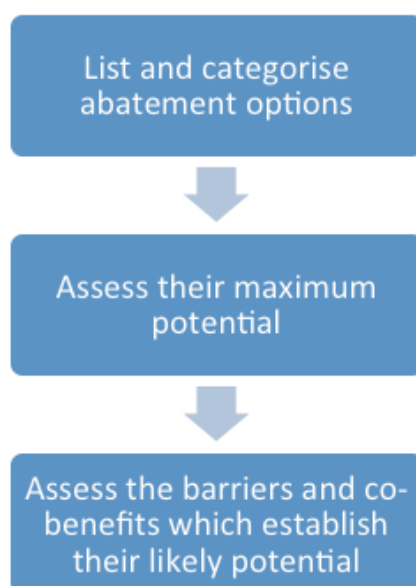 List and categorise
abatement options
Assess their maximum
potential
Assess the barriers and co-
benefits which establish
their likely potential